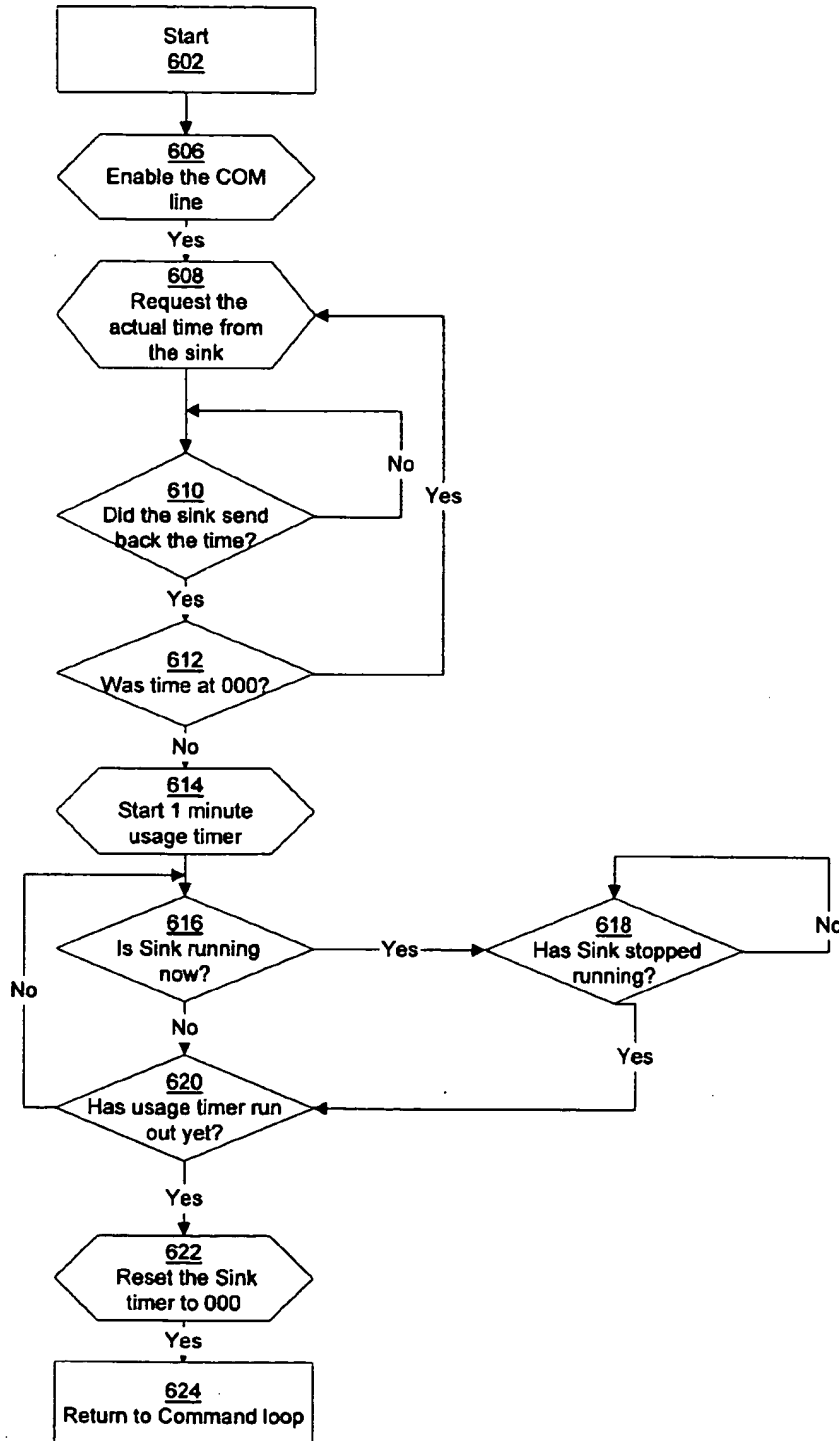 Start
602
606
Enable the COM
line
Yes
608
Request the
actual time from
the sink
No
Yes
610
Did the sink send
back the time?
Yes
612
Was time at 000?
No
614
Start 1 minute
usage timer
616
Is Sink running
now?
Yes
618
Has Sink stopped
running?
No
No
No
Yes
620
Has usage timer run
out yet?
Yes
622
Reset the Sink
timer to 000
Yes
624
Return to Command loop